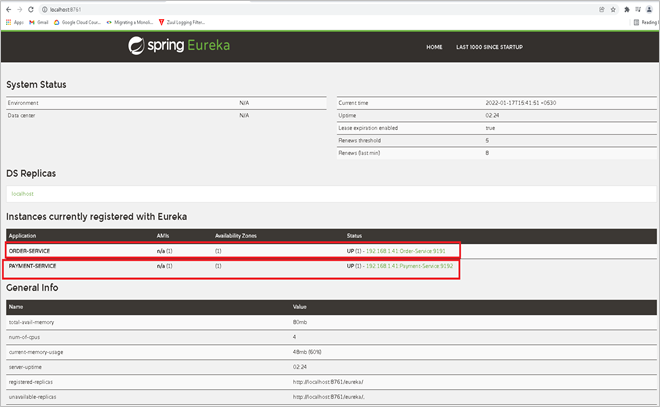 localhost:8761
Apps Gmail Google Cloud Coun... Migrating a Monoli... Zuul Logging Filter... Reading
spring Eureka HOME LAST 1000 SINCE STARTUP
System Status
Environment N/A Current time 2022-01-17T15:41:51 +0530
Data center N/A Uptime 02:24
Lease expiration enabled true
Renews threshold 5
Renews (last min) 8
DS Replicas
localhost
Instances currently registered with Eureka
Application AMIs Availability Zones Status
ORDER-SERVICE n/a (1) (1) UP (1) - 192.168.1.41:Order-Service:9191
PAYMENT-SERVICE n/a (1) (1) UP (1) - 192.168.1.41:Payment-Service:9192
General Info
Name Value
total-avail-memory 80mb
num-of-cpus 4
current-memory-usage 48mb (60%)
server-uptime 02:24
registered-replicas http://localhost:8761/eureka/,
unavailable-replicas http://localhost:8761/eureka/,